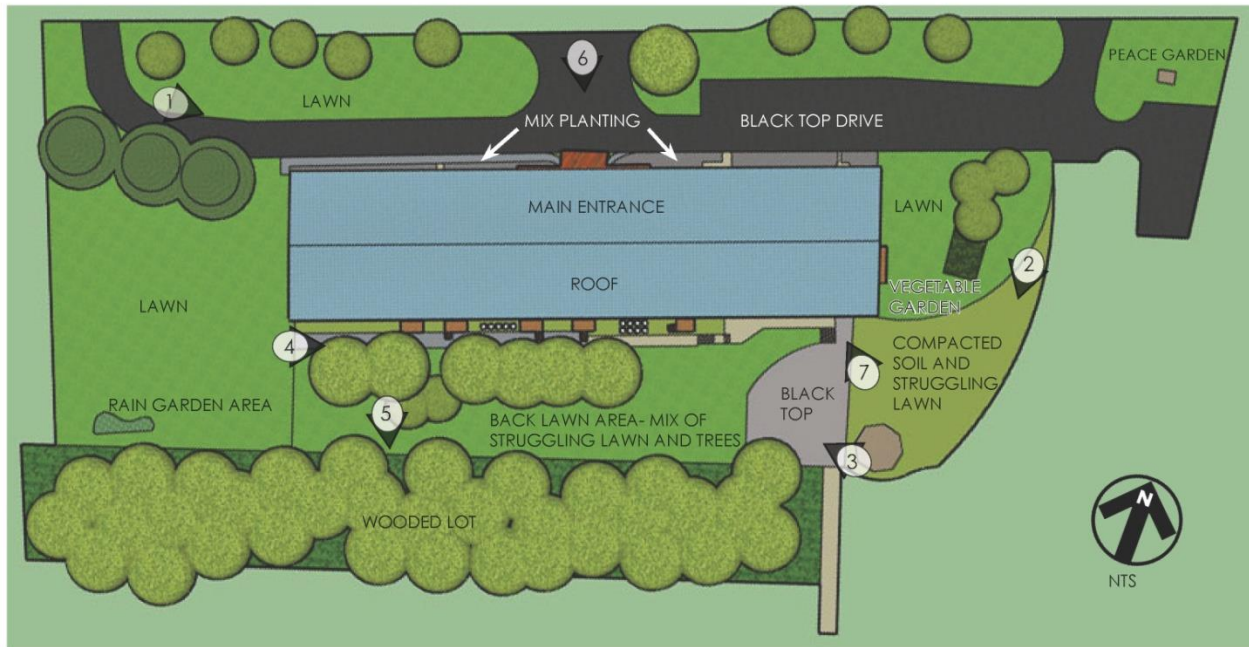 6
PEACE GARDEN
1
LAWN
MIX PLANTING
BLACK TOP DRIVE
MAIN ENTRANCE
LAWN
2
ROOF
VEGETABLE
GARDEN
LAWN
4
COMPACTED
SOIL AND
STRUGGLING
LAWN
7
BLACK
TOP
RAIN GARDEN AREA
5
BACK LAWN AREA- MIX OF
STRUGGLING LAWN AND TREES
3
WOODED LOT
N
NTS